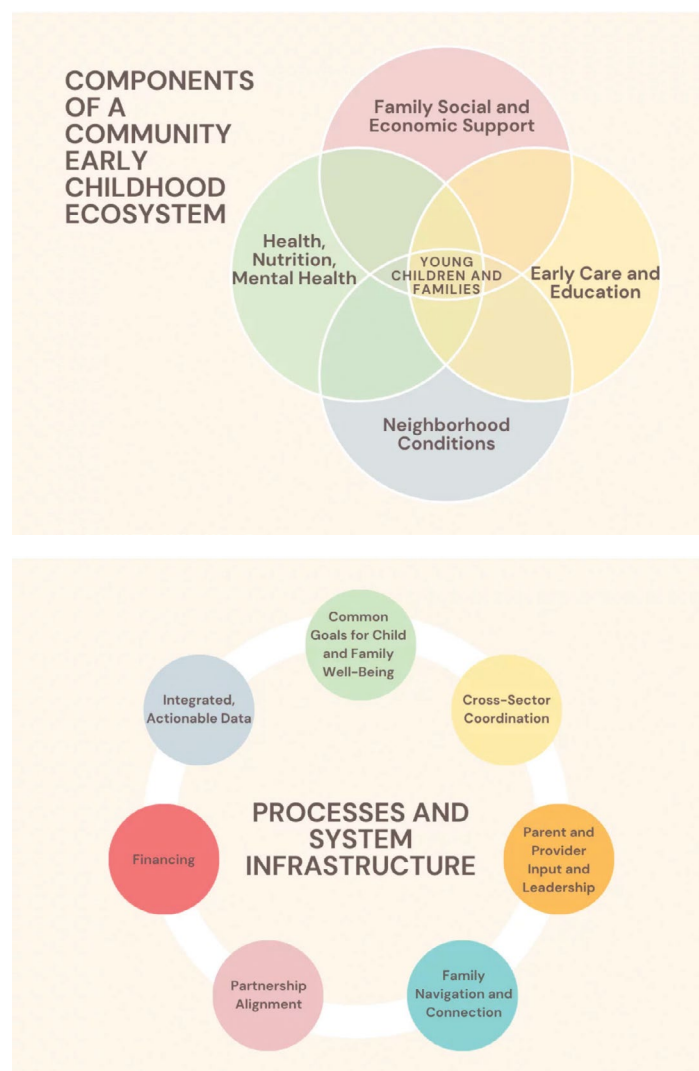 COMPONENTS
OF A
COMMUNITY
EARLY
CHILDHOOD
ECOSYSTEM
Family Social and
Economic Support
Health,
Nutrition,
Mental Health
YOUNG
CHILDREN AND
FAMILIES
Early Care and
Education
Neighborhood
Conditions
Common
Goals for Child
and Family
Well-Being
Integrated,
Actionable Data
Cross-Sector
Coordination
PROCESSES AND
SYSTEM
INFRASTRUCTURE
Financing
Parent and
Provider
Input and
Leadership
Partnership
Alignment
Family
Navigation and
Connection